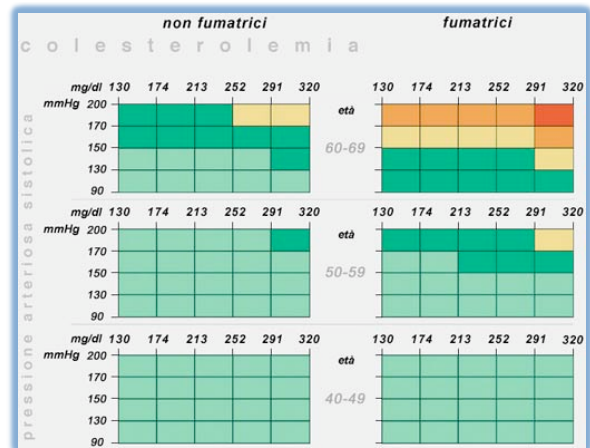 non fumatrici fumatrici
colesterolemia
pressione arteriosa sistolica
mg/dl mg/dl
130 174 213 252 291 320 130 174 213 252 291 320
mmHg 200 età
170
150 60-69
130
90
130 174 213 252 291 320 130 174 213 252 291 320
200 età
170
150 50-59
130
90
mg/dl
130 174 213 252 291 320 130 174 213 252 291 320
mmHg 200 età
170
150 40-49
130
90